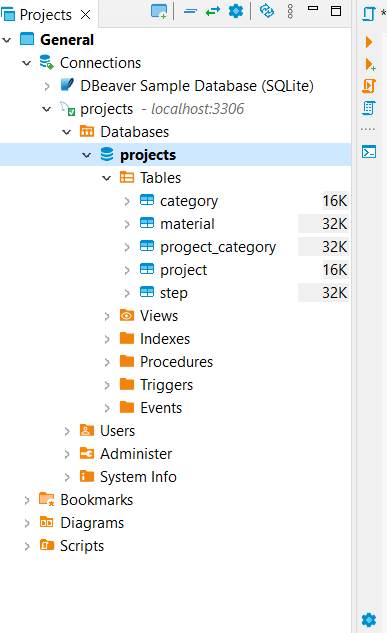 Projects
General
Connections
DBeaver Sample Database (SQLite)
projects - localhost:3306
Databases
projects
Tables
category 16K
material 32K
progect_category 32K
project 16K
step 32K
Views
Indexes
Procedures
Triggers
Events
Users
Administer
System Info
Bookmarks
Diagrams
Scripts